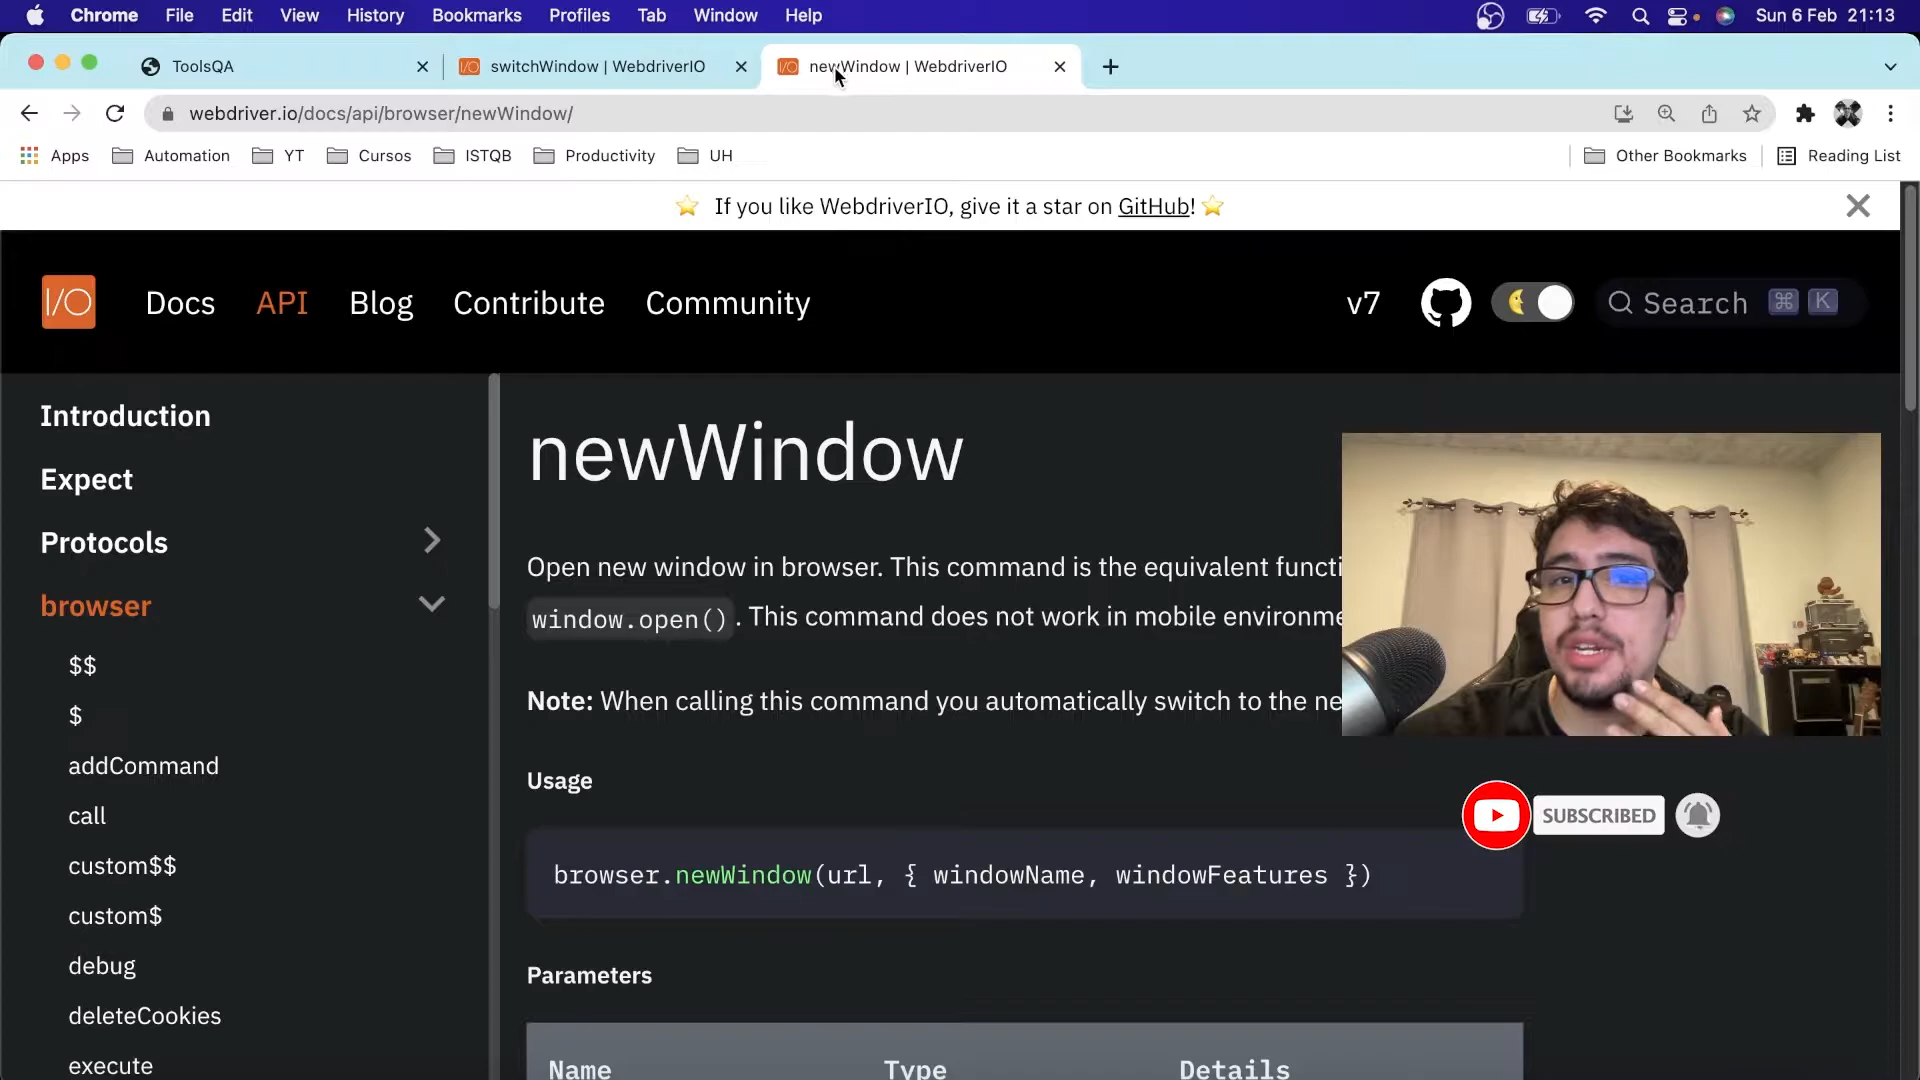 Chrome File Edit View History Bookmarks Profiles Tab Window Help Sun 6 Feb 21:13
ToolsQA switchWindow | WebdriverIO newWindow | WebdriverIO
webdriver.io/docs/api/browser/newWindow/
Apps Automation YT Cursos ISTQB Productivity UH Other Bookmarks Reading List
⭐ If you like WebdriverIO, give it a star on GitHub! ⭐
I/O Docs API Blog Contribute Community v7 Search ⌘ K
Introduction
Expect
Protocols
browser
$$
$
addCommand
call
custom$$
custom$
debug
deleteCookies
execute
newWindow
Open new window in browser. This command is the equivalent functi
window.open(). This command does not work in mobile environme
Note: When calling this command you automatically switch to the ne
Usage
browser.newWindow(url, { windowName, windowFeatures })
Parameters
Name Type Details
SUBSCRIBED